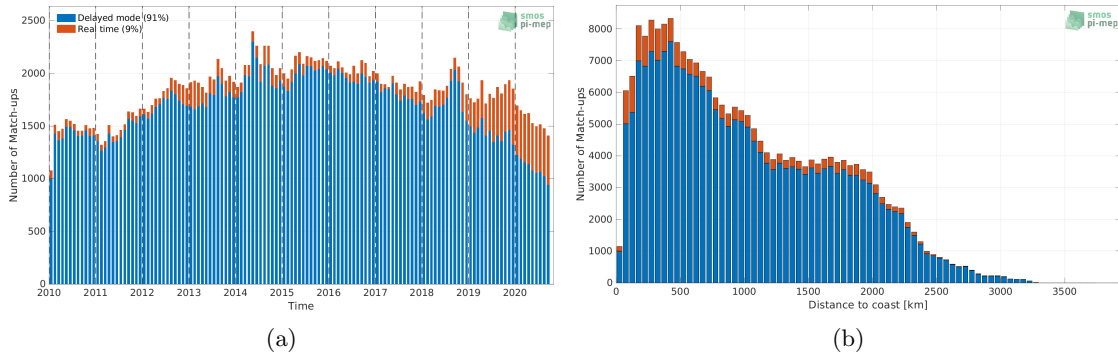 2500
2000
1500
1000
500
0
Number of Match-ups
Delayed mode (91%)
Real time (9%)
smos
pi-mep
2010 2011 2012 2013 2014 2015 2016 2017 2018 2019 2020
Time
(a)
8000
7000
6000
5000
4000
3000
2000
1000
0
Number of Match-ups
smos
pi-mep
0 500 1000 1500 2000 2500 3000 3500
Distance to coast [km]
(b)